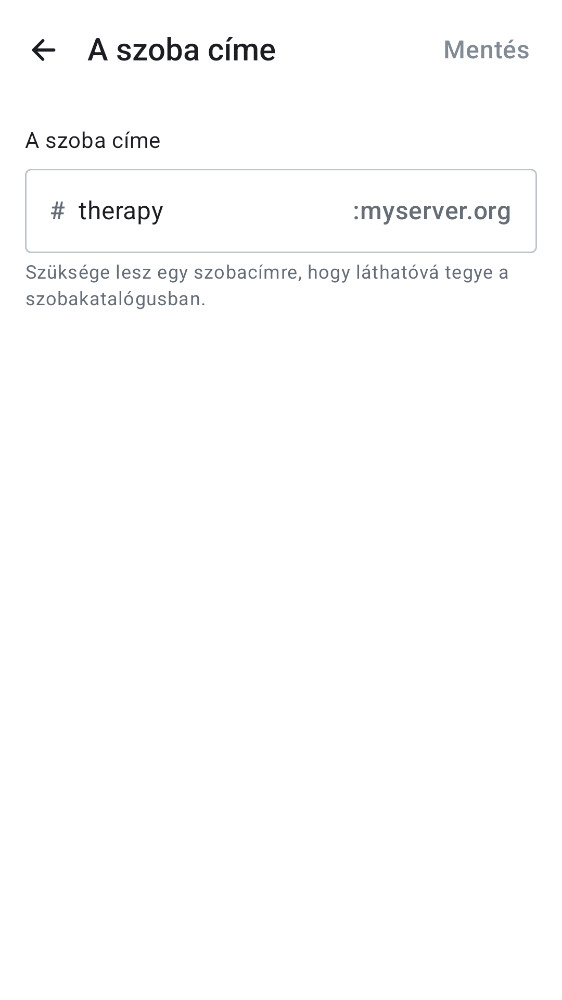 A szoba címe
Mentés
A szoba címe
# therapy :myserver.org
Szüksége lesz egy szobacímre, hogy láthatóvá tegye a
szobakatalógusban.